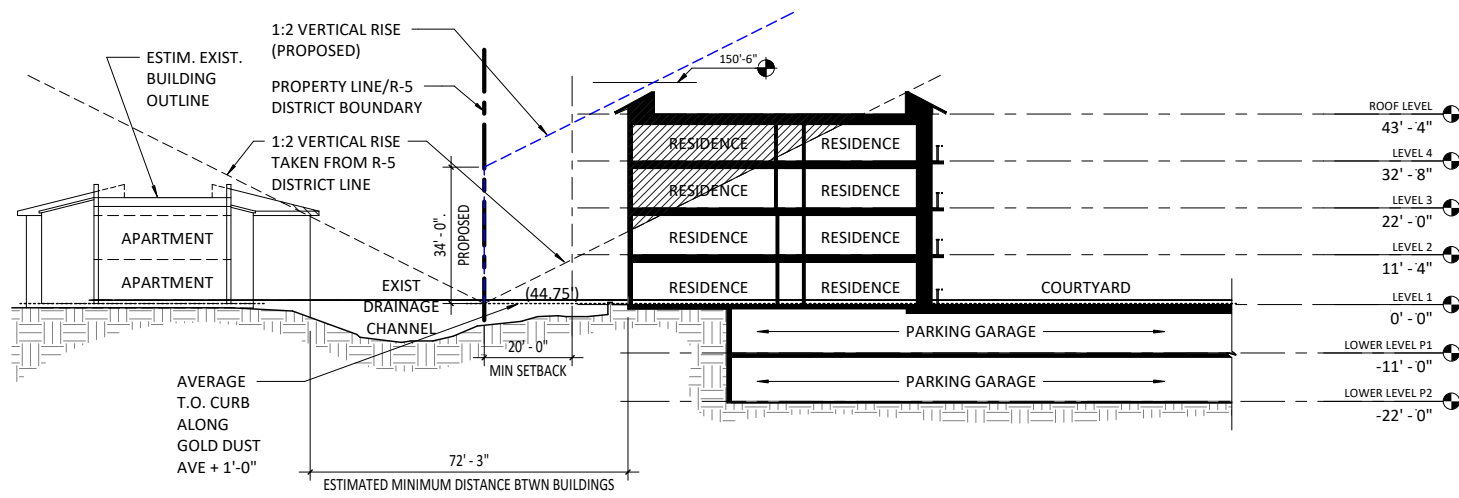 1:2 VERTICAL RISE
(PROPOSED)
150'-6"
ESTIM. EXIST.
BUILDING
OUTLINE
PROPERTY LINE/R-5
DISTRICT BOUNDARY
1:2 VERTICAL RISE
TAKEN FROM R-5
DISTRICT LINE
34' - 0".
PROPOSED
APARTMENT
APARTMENT
EXIST
DRAINAGE
CHANNEL
(44.75')
20' - 0"
MIN SETBACK
AVERAGE
T.O. CURB
ALONG
GOLD DUST
AVE + 1'-0"
72' - 3"
ESTIMATED MINIMUM DISTANCE BTWN BUILDINGS
RESIDENCE RESIDENCE
RESIDENCE RESIDENCE
RESIDENCE RESIDENCE
RESIDENCE RESIDENCE
COURTYARD
PARKING GARAGE
PARKING GARAGE
ROOF LEVEL
43' - 4"
LEVEL 4
32' - 8"
LEVEL 3
22' - 0"
LEVEL 2
11' - 4"
LEVEL 1
0' - 0"
LOWER LEVEL P1
-11' - 0"
LOWER LEVEL P2
-22' - 0"